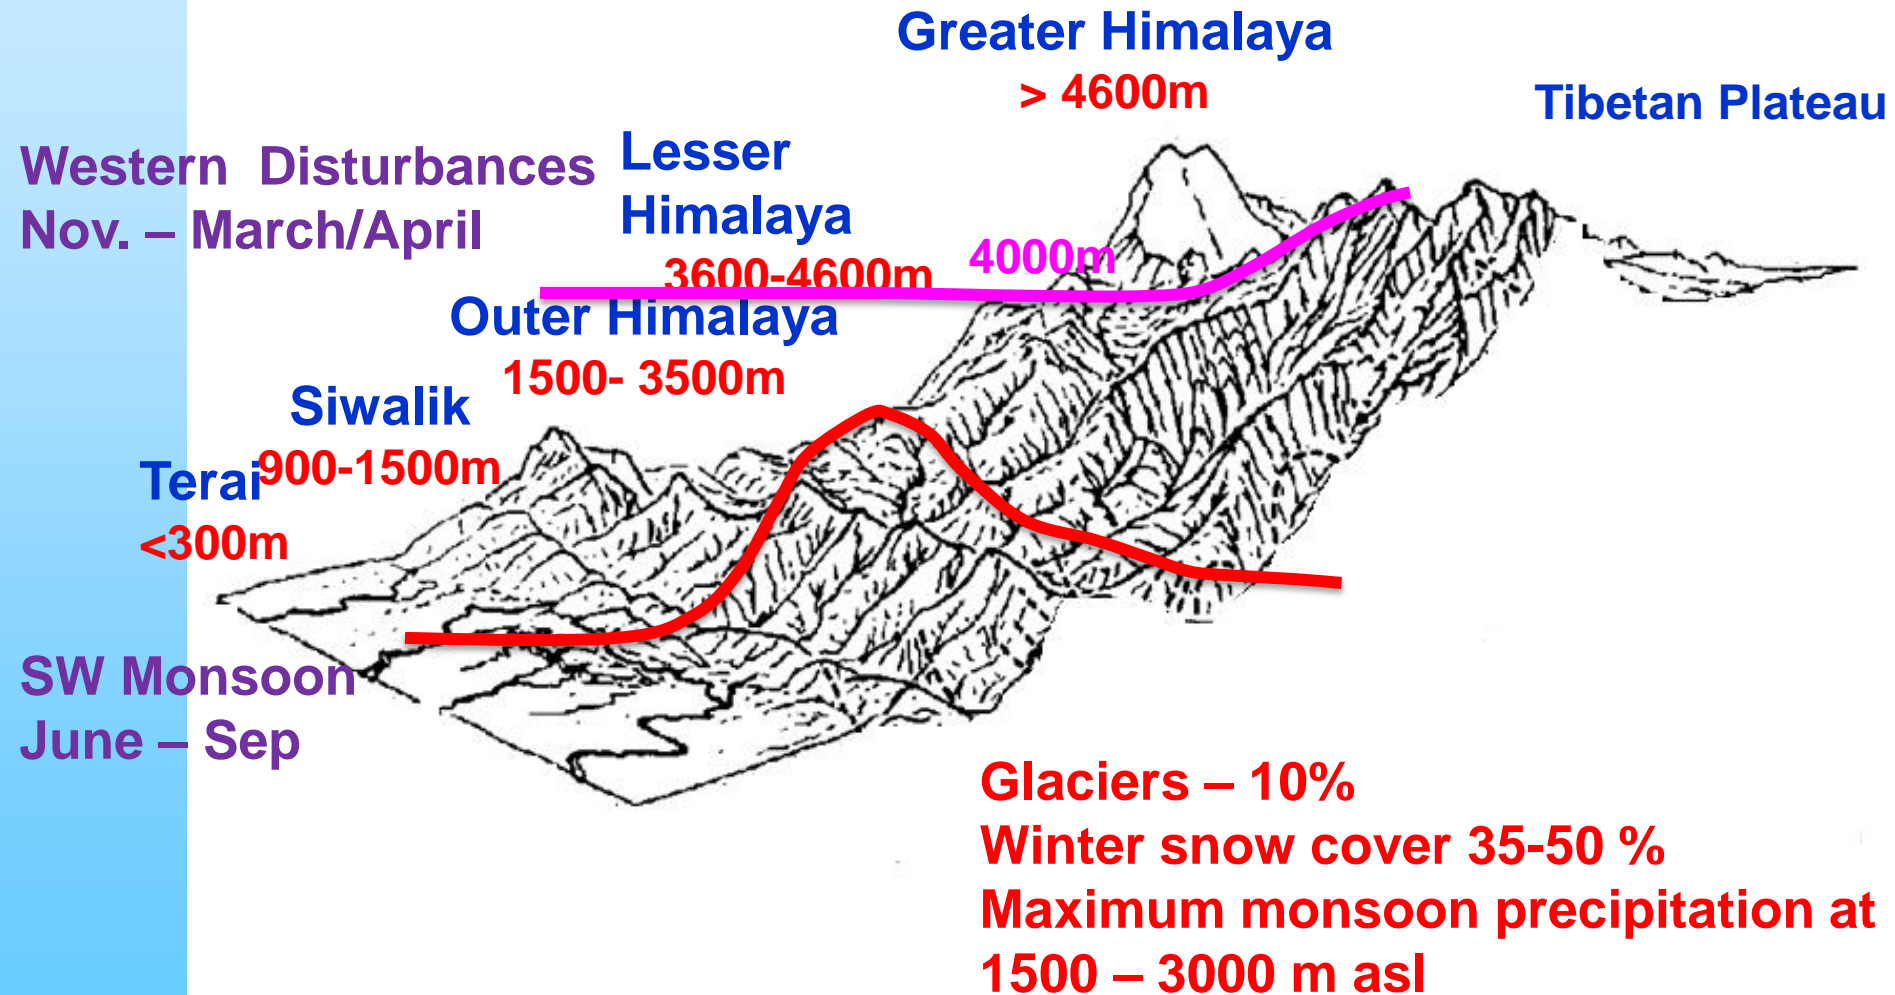 Greater Himalaya
> 4600m
Tibetan Plateau
Western Disturbances
Nov. – March/April
Lesser
Himalaya
3600-4600m
4000m
Outer Himalaya
1500- 3500m
Siwalik
900-1500m
Terai
<300m
SW Monsoon
June – Sep
Glaciers – 10%
Winter snow cover 35-50 %
Maximum monsoon precipitation at
1500 – 3000 m asl